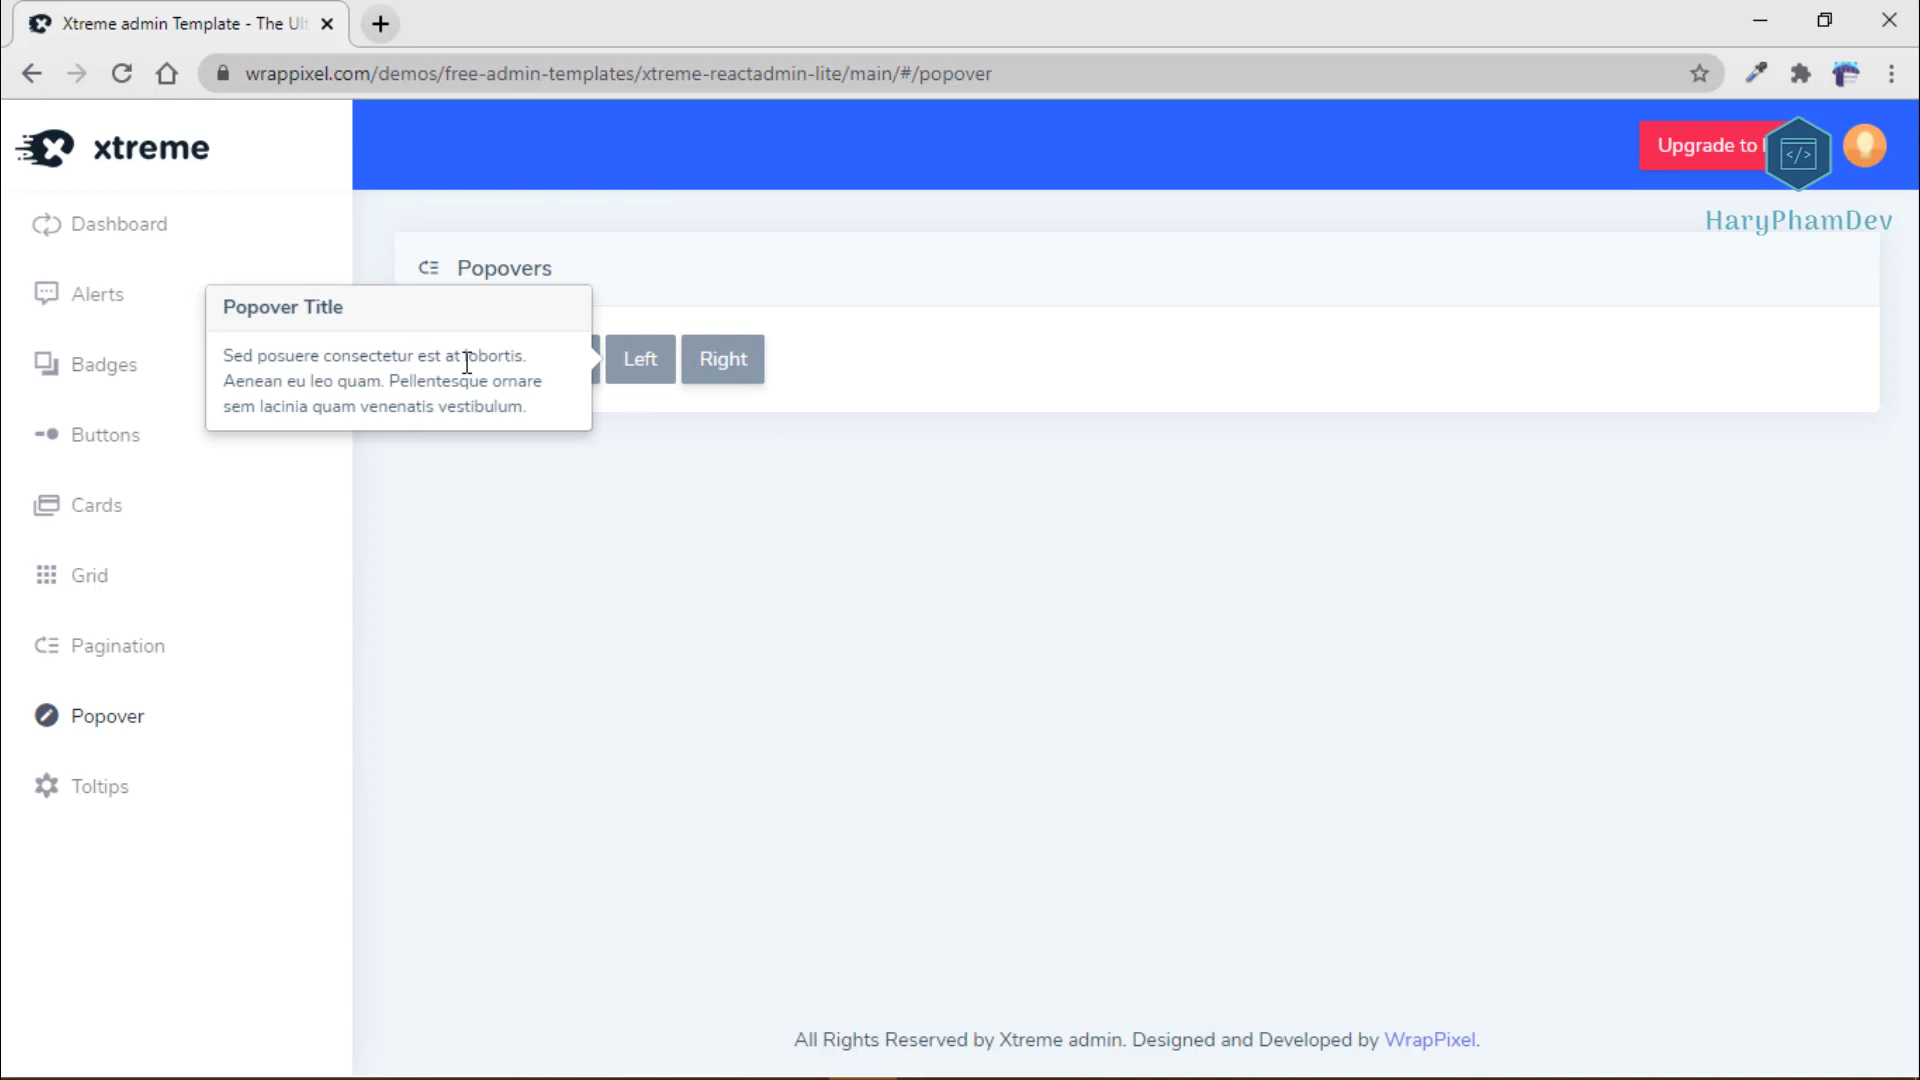 Xtreme admin Template - The Ult
wrappixel.com/demos/free-admin-templates/xtreme-reactadmin-lite/main/#/popover
xtreme
Upgrade to
</>
HaryPhamDev
Dashboard
Alerts
Badges
Buttons
Cards
Grid
Pagination
Popover
Toltips
Popovers
Popover Title
Sed posuere consectetur est at lobortis.
Aenean eu leo quam. Pellentesque ornare
sem lacinia quam venenatis vestibulum.
Left
Right
All Rights Reserved by Xtreme admin. Designed and Developed by WrapPixel.